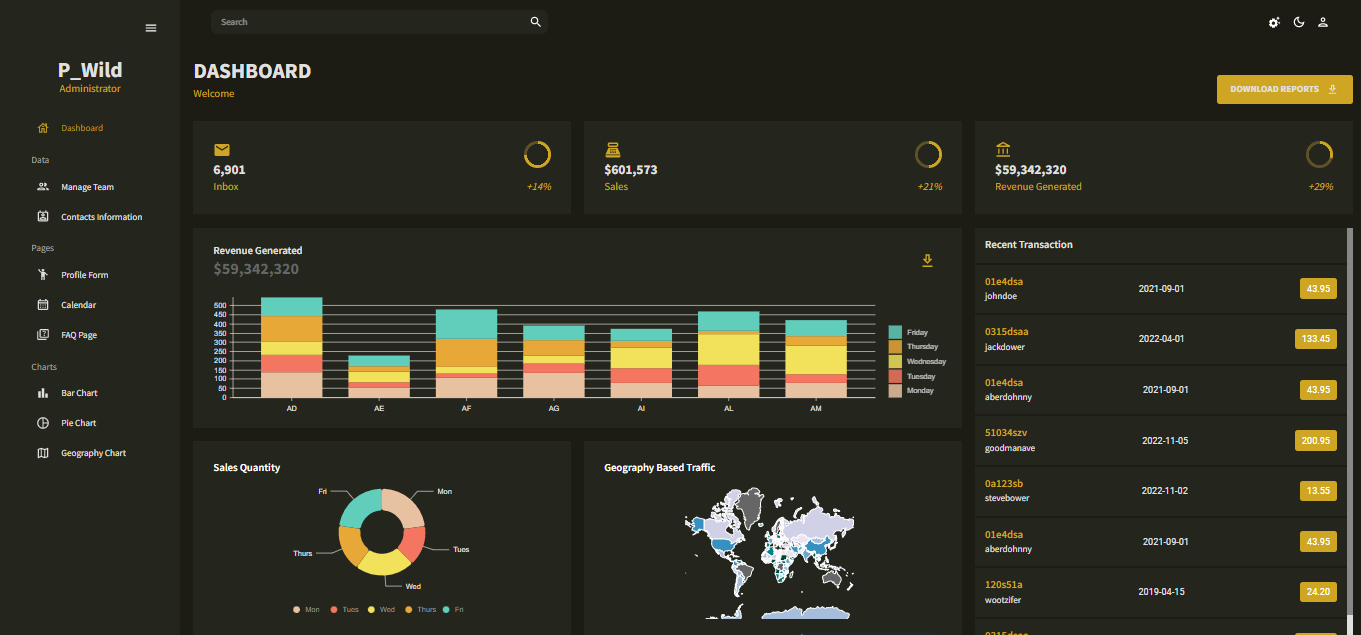 Search
P_Wild
Administrator
Dashboard
Data
Manage Team
Contacts Information
Pages
Profile Form
Calendar
FAQ Page
Charts
Bar Chart
Pie Chart
Geography Chart
DASHBOARD
Welcome
DOWNLOAD REPORTS
6,901
Inbox
+14%
$601,573
Sales
+21%
$59,342,320
Revenue Generated
+29%
Revenue Generated
$59,342,320
500
450
400
350
300
250
200
150
100
50
0
AD AE AF AG AI AL AM
Friday
Thursday
Wednesday
Tuesday
Monday
Sales Quantity
Fri
Mon
Thurs
Tues
Wed
Mon Tues Wed Thurs Fri
Geography Based Traffic
Recent Transaction
01e4dsa
johndoe
2021-09-01
43.95
0315dsaa
jackdower
2022-04-01
133.45
01e4dsa
aberdohnny
2021-09-01
43.95
51034szv
goodmanave
2022-11-05
200.95
0a123sb
stevebower
2022-11-02
13.55
01e4dsa
aberdohnny
2021-09-01
43.95
120s51a
wootzifer
2019-04-15
24.20